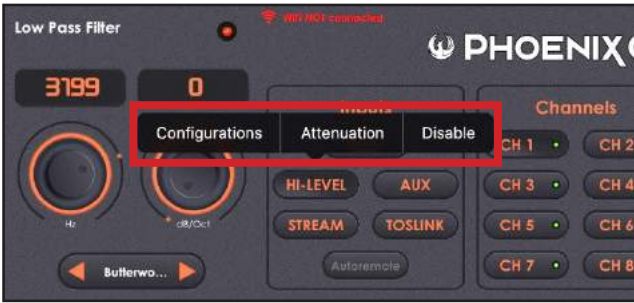 Low Pass Filter
Wifi NOT connected
PHOENIX
3199
0
Inputs
Channels
Configurations
Attenuation
Disable
CH 1
CH 2
HI-LEVEL
AUX
CH 3
CH 4
Hz
dB/Oct
STREAM
TOSLINK
CH 5
CH 6
Butterwo...
Autoremote
CH 7
CH 8